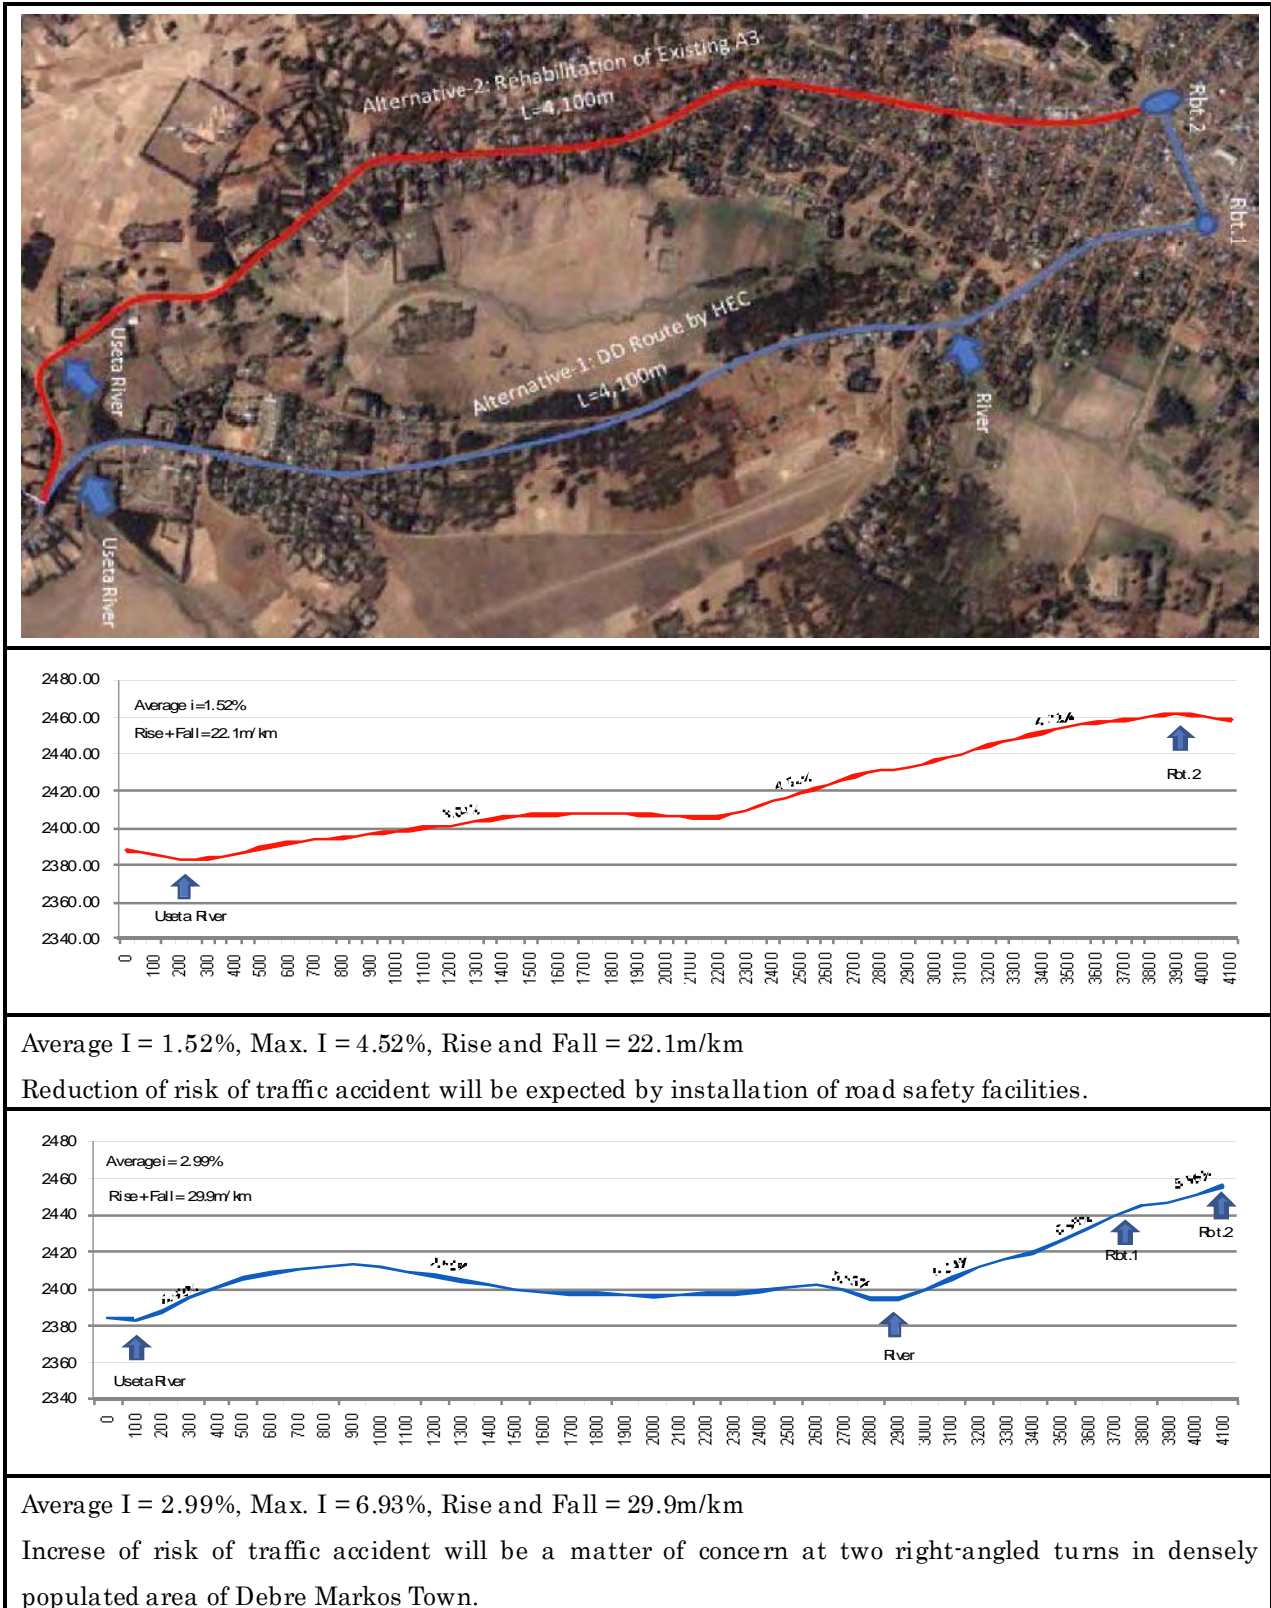 Alternative-2: Rehabilitation of Existing A3
L=4,100m
Rbt.2
Rbt.1
Useta River
Alternative-1: DD Route by HEC
L=4,100m
River
Useta River
2480.00
2460.00
2440.00
2420.00
2400.00
2380.00
2360.00
2340.00
Average i=1.52%
Rise+Fall=22.1m/km
Rbt.2
Useta River
0 100 200 300 400 500 600 700 800 900 1000 1100 1200 1300 1400 1500 1600 1700 1800 1900 2000 2100 2200 2300 2400 2500 2600 2700 2800 2900 3000 3100 3200 3300 3400 3500 3600 3700 3800 3900 4000 4100
Average I = 1.52%, Max. I = 4.52%, Rise and Fall = 22.1m/km
Reduction of risk of traffic accident will be expected by installation of road safety facilities.
2480
2460
2440
2420
2400
2380
2360
2340
Average i= 2.99%
Rise+Fall= 29.9m/km
Rbt.2
Rbt.1
River
Useta River
0 100 200 300 400 500 600 700 800 900 1000 1100 1200 1300 1400 1500 1600 1700 1800 1900 2000 2100 2200 2300 2400 2500 2600 2700 2800 2900 3000 3100 3200 3300 3400 3500 3600 3700 3800 3900 4000 4100
Average I = 2.99%, Max. I = 6.93%, Rise and Fall = 29.9m/km
Increse of risk of traffic accident will be a matter of concern at two right-angled turns in densely
populated area of Debre Markos Town.